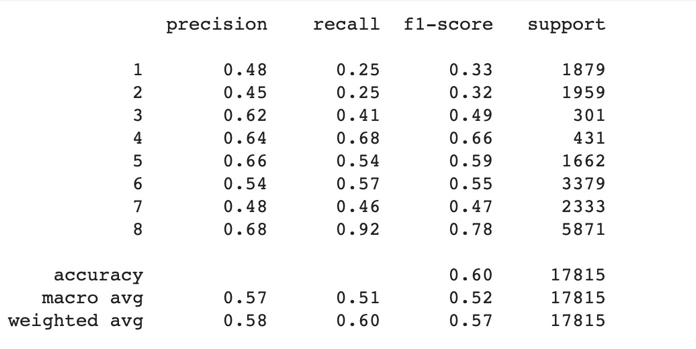 precision recall f1-score support
1 0.48 0.25 0.33 1879
2 0.45 0.25 0.32 1959
3 0.62 0.41 0.49 301
4 0.64 0.68 0.66 431
5 0.66 0.54 0.59 1662
6 0.54 0.57 0.55 3379
7 0.48 0.46 0.47 2333
8 0.68 0.92 0.78 5871
accuracy 0.60 17815
macro avg 0.57 0.51 0.52 17815
weighted avg 0.58 0.60 0.57 17815